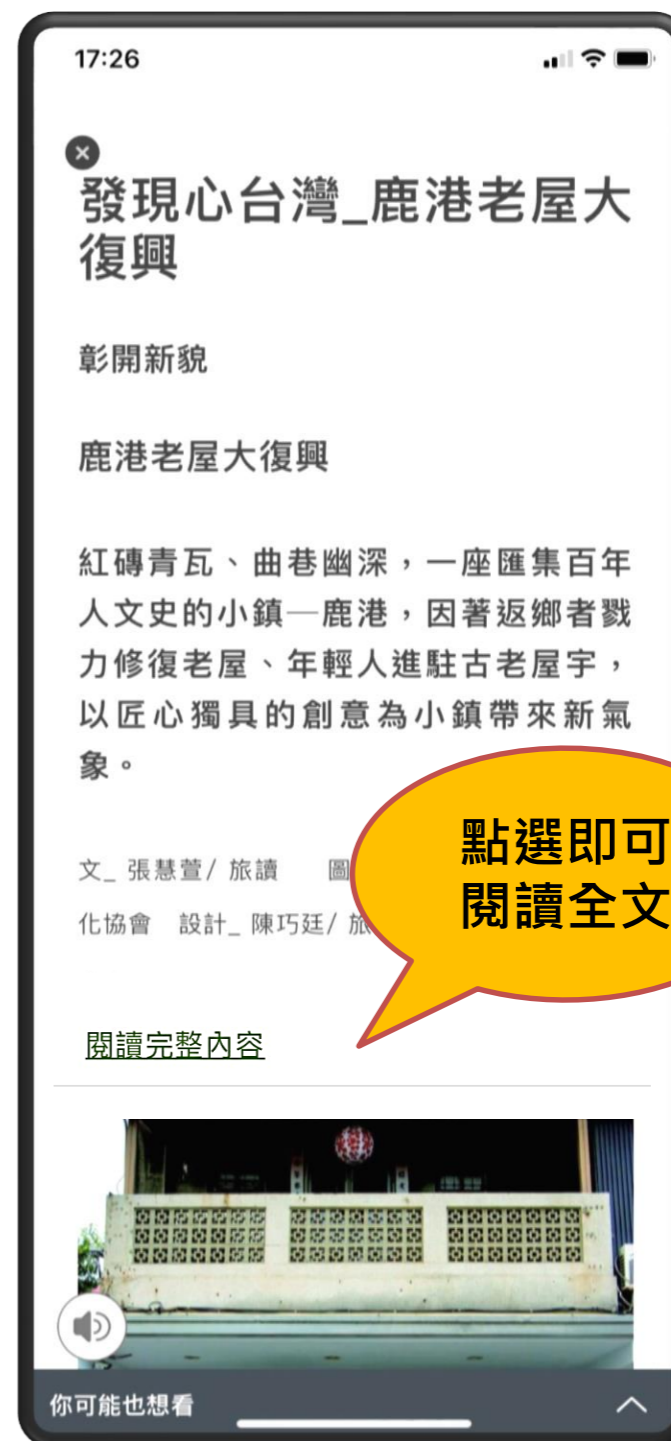 17:26
發現心台灣_鹿港老屋大
復興
彰開新貌
鹿港老屋大復興
紅磚青瓦、曲巷幽深，一座匯集百年
人文史的小鎮—鹿港，因著返鄉者戮
力修復老屋、年輕人進駐古老屋宇，
以匠心獨具的創意為小鎮帶來新氣
象。
點選即可
閱讀全文
文_ 張慧萱/ 旅讀 圖
化協會 設計_ 陳巧廷/ 旅
閱讀完整內容
你可能也想看